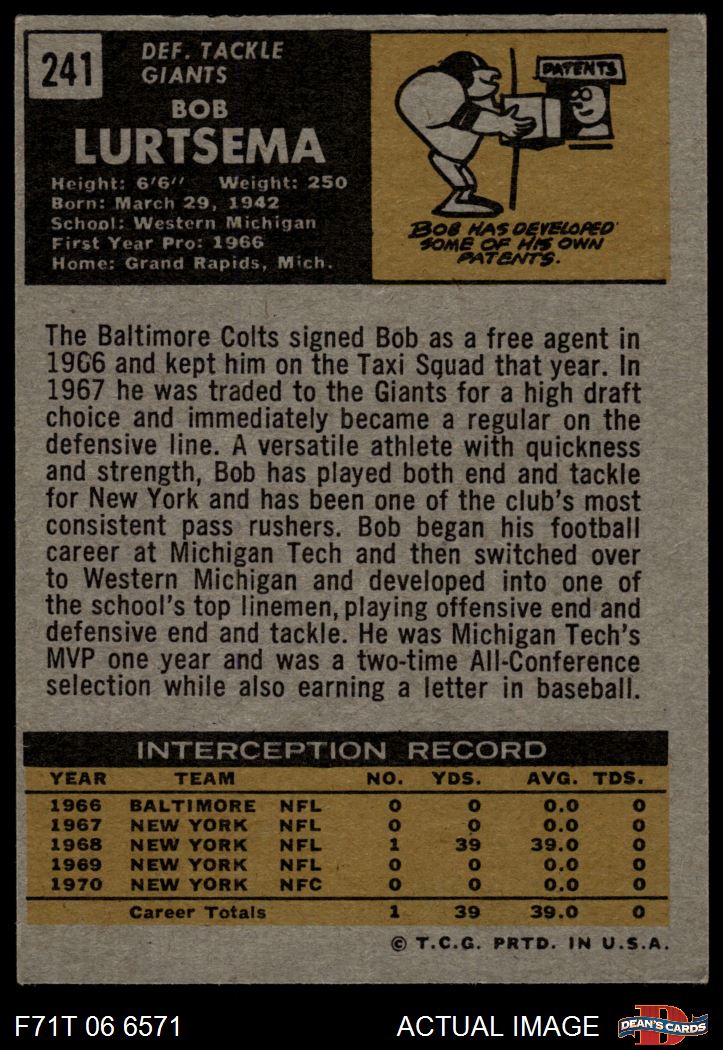 241
DEF. TACKLE
GIANTS
BOB
LURTSEMA
Height: 6'6" Weight: 250
Born: March 29, 1942
School: Western Michigan
First Year Pro: 1966
Home: Grand Rapids, Mich.
PATENTS
BOB HAS DEVELOPED
SOME OF HIS OWN
PATENTS.
The Baltimore Colts signed Bob as a free agent in
1966 and kept him on the Taxi Squad that year. In
1967 he was traded to the Giants for a high draft
choice and immediately became a regular on the
defensive line. A versatile athlete with quickness
and strength, Bob has played both end and tackle
for New York and has been one of the club's most
consistent pass rushers. Bob began his football
career at Michigan Tech and then switched over
to Western Michigan and developed into one of
the school's top linemen, playing offensive end and
defensive end and tackle. He was Michigan Tech's
MVP one year and was a two-time All-Conference
selection while also earning a letter in baseball.
INTERCEPTION RECORD
YEAR TEAM NO. YDS. AVG. TDS.
1966 BALTIMORE NFL 0 0 0.0 0
1967 NEW YORK NFL 0 0 0.0 0
1968 NEW YORK NFL 1 39 39.0 0
1969 NEW YORK NFL 0 0 0.0 0
1970 NEW YORK NFC 0 0 0.0 0
Career Totals 1 39 39.0 0
© T.C.G. PRTD. IN U.S.A.
F71T 06 6571 ACTUAL IMAGE
D
DEAN'S CARDS